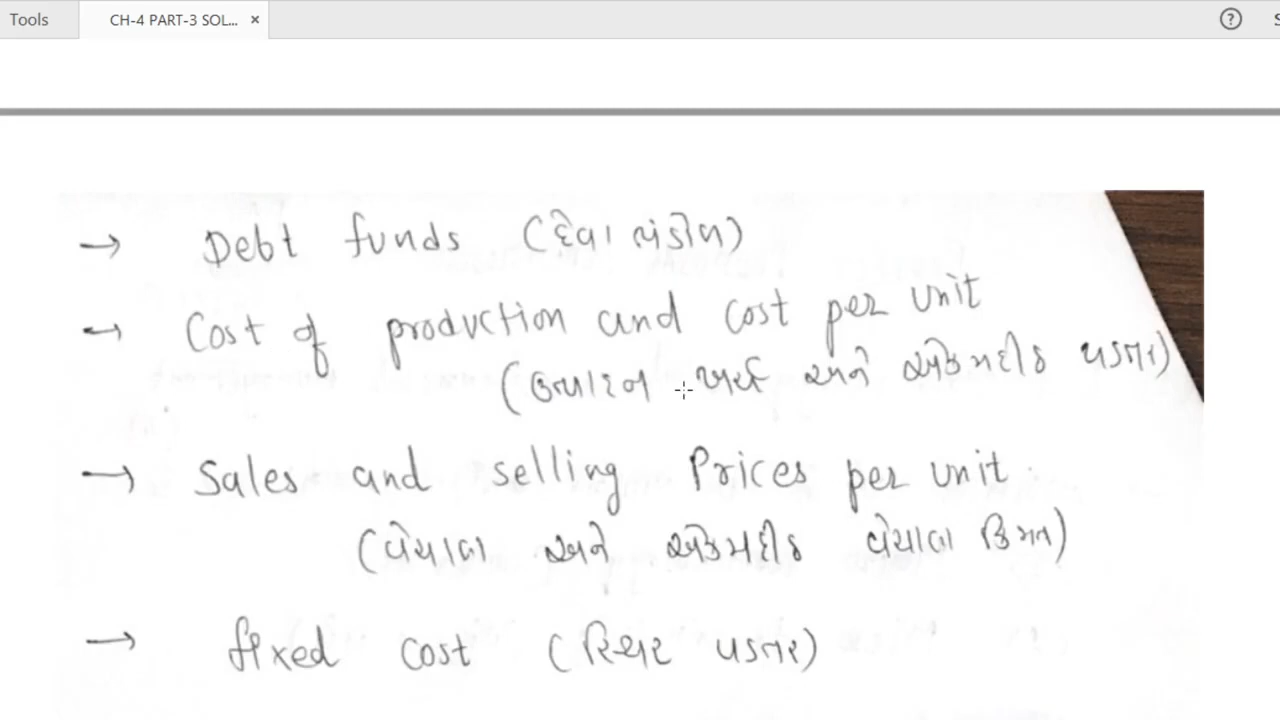 Tools
CH-4 PART-3 SOL...
→ Debt funds (દેવા ભંડોળ)
→ Cost of production and cost per unit
(ઉત્પાદન ખર્ચ અને એકમદીઠ પડતર)
→ Sales and selling Prices per unit
(વેચાણ અને એકમદીઠ વેચાણ કિંમત)
→ fixed cost (સ્થિર પડતર)